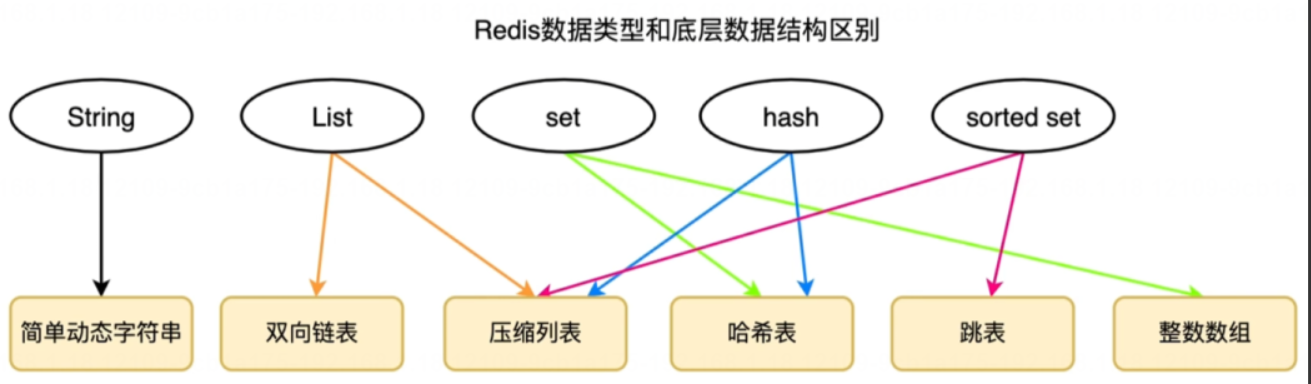 Redis数据类型和底层数据结构区别
String
List
set
hash
sorted set
简单动态字符串
双向链表
压缩列表
哈希表
跳表
整数数组